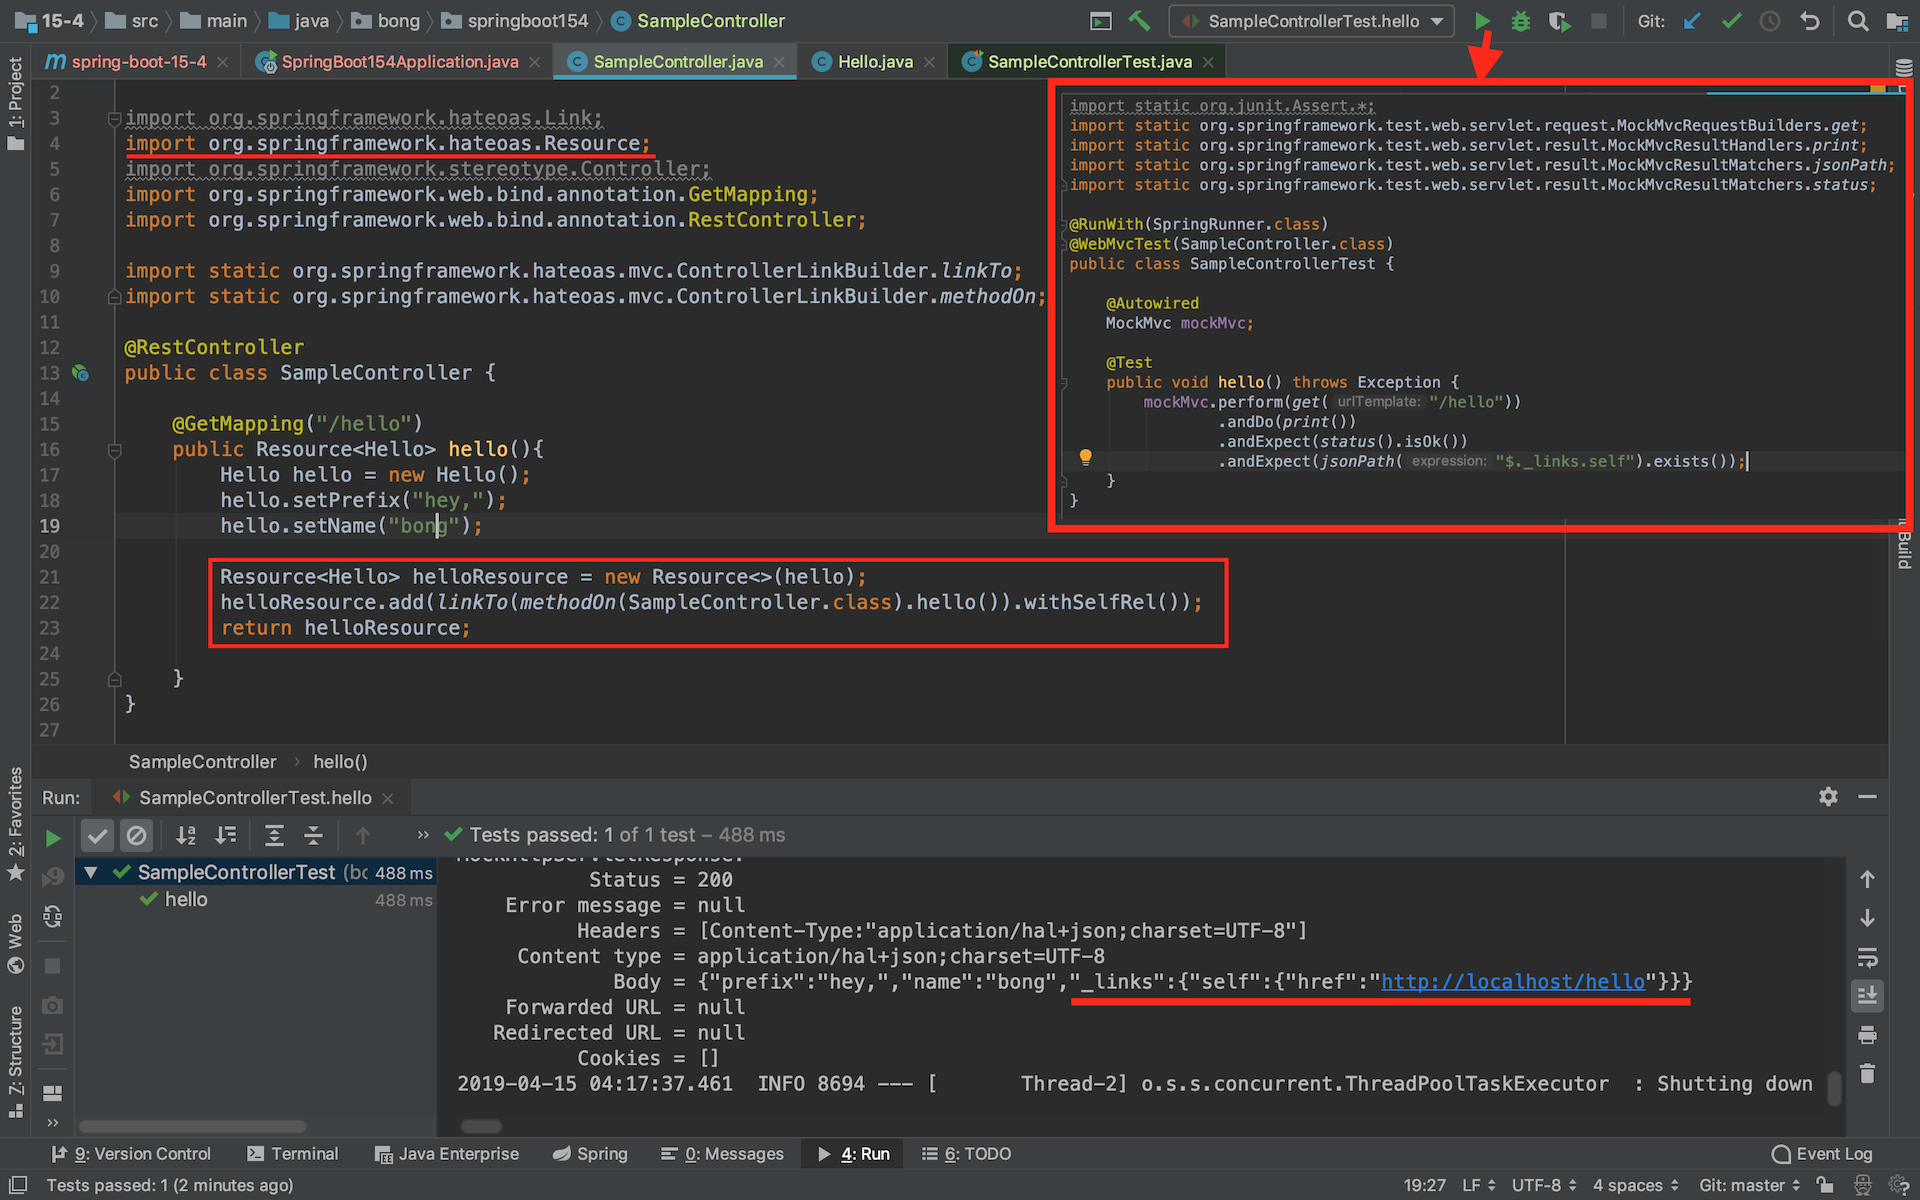 15-4 src main java bong springboot154 SampleController SampleControllerTest.hello Git:
spring-boot-15-4 SpringBoot154Application.java SampleController.java Hello.java SampleControllerTest.java
1: Project
2
3 import org.springframework.hateoas.Link;
4 import org.springframework.hateoas.Resource;
5 import org.springframework.stereotype.Controller;
6 import org.springframework.web.bind.annotation.GetMapping;
7 import org.springframework.web.bind.annotation.RestController;
8
9 import static org.springframework.hateoas.mvc.ControllerLinkBuilder.linkTo;
10 import static org.springframework.hateoas.mvc.ControllerLinkBuilder.methodOn;
11
12 @RestController
13 public class SampleController {
14
15 @GetMapping("/hello")
16 public Resource<Hello> hello(){
17 Hello hello = new Hello();
18 hello.setPrefix("hey,");
19 hello.setName("bong");
20
21 Resource<Hello> helloResource = new Resource<>(hello);
22 helloResource.add(linkTo(methodOn(SampleController.class).hello()).withSelfRel());
23 return helloResource;
24
25 }
26 }
27
import static org.junit.Assert.*;
import static org.springframework.test.web.servlet.request.MockMvcRequestBuilders.get;
import static org.springframework.test.web.servlet.result.MockMvcResultHandlers.print;
import static org.springframework.test.web.servlet.result.MockMvcResultMatchers.jsonPath;
import static org.springframework.test.web.servlet.result.MockMvcResultMatchers.status;
@RunWith(SpringRunner.class)
@WebMvcTest(SampleController.class)
public class SampleControllerTest {
@Autowired
MockMvc mockMvc;
@Test
public void hello() throws Exception {
mockMvc.perform(get( urlTemplate: "/hello"))
.andDo(print())
.andExpect(status().isOk())
.andExpect(jsonPath( expression: "$._links.self").exists());
}
}
Build
SampleController › hello()
Run: SampleControllerTest.hello
2: Favorites
Web
7: Structure
» Tests passed: 1 of 1 test – 488 ms
SampleControllerTest (bo 488 ms
hello 488 ms
MockHttpServletResponse:
Status = 200
Error message = null
Headers = [Content-Type:"application/hal+json;charset=UTF-8"]
Content type = application/hal+json;charset=UTF-8
Body = {"prefix":"hey,","name":"bong","_links":{"self":{"href":"http://localhost/hello"}}}
Forwarded URL = null
Redirected URL = null
Cookies = []
2019-04-15 04:17:37.461 INFO 8694 --- [ Thread-2] o.s.s.concurrent.ThreadPoolTaskExecutor : Shutting down
»
9: Version Control Terminal Java Enterprise Spring 0: Messages 4: Run 6: TODO Event Log
Tests passed: 1 (2 minutes ago) 19:27 LF UTF-8 4 spaces Git: master